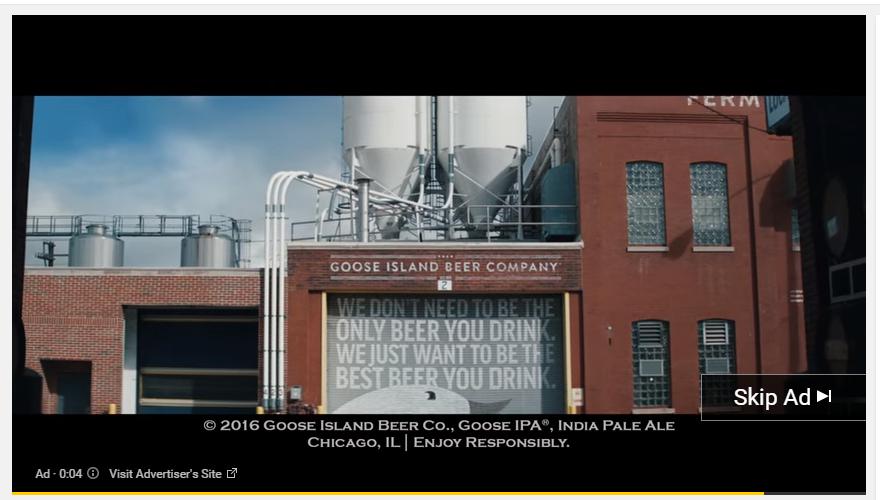 FERM
GOOSE ISLAND BEER COMPANY
2
WE DON'T NEED TO BE THE
ONLY BEER YOU DRINK.
WE JUST WANT TO BE THE
BEST BEER YOU DRINK.
Skip Ad
© 2016 Goose Island Beer Co., Goose IPA®, India Pale Ale
Chicago, IL | Enjoy Responsibly.
Ad · 0:04 Visit Advertiser's Site